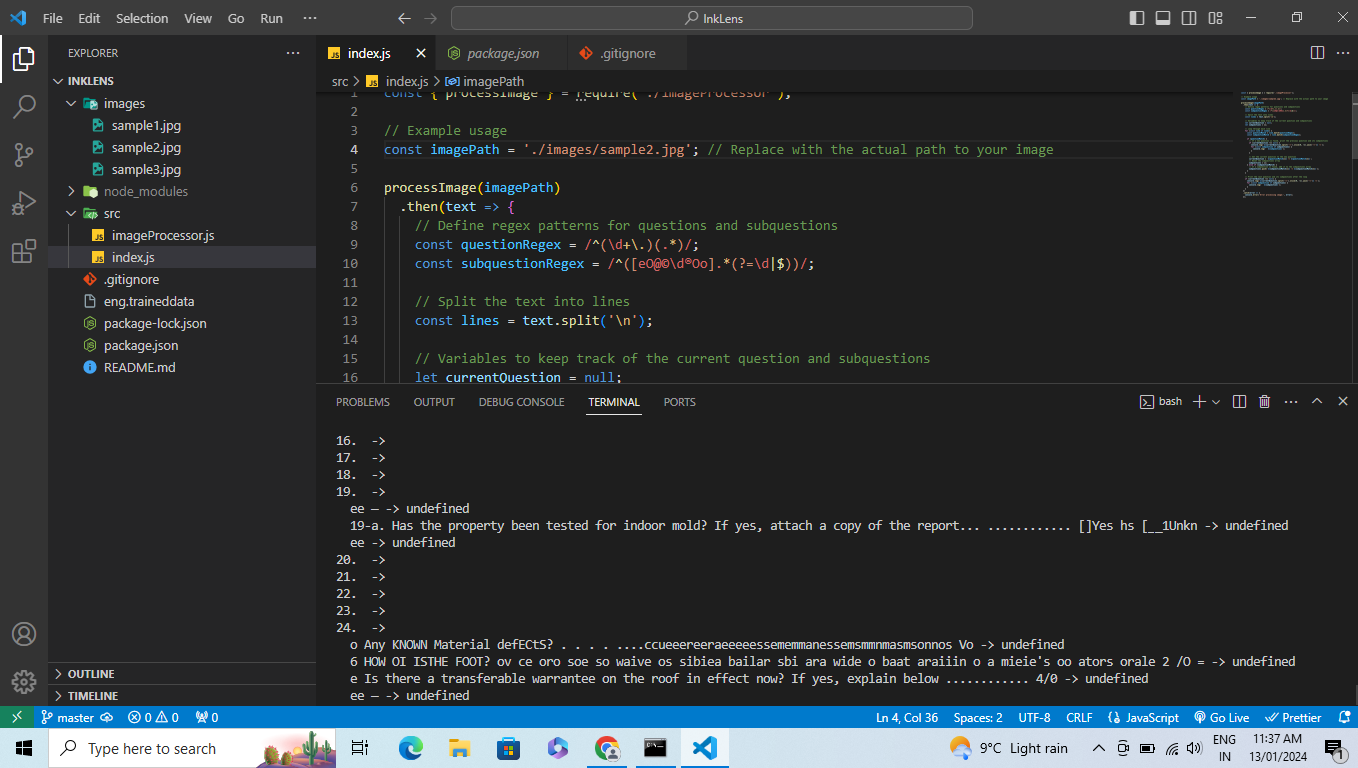 File Edit Selection View Go Run ··· InkLens
EXPLORER ···
INKLENS
images
sample1.jpg
sample2.jpg
sample3.jpg
node_modules
src
imageProcessor.js
index.js
.gitignore
eng.traineddata
package-lock.json
package.json
README.md
OUTLINE
TIMELINE
index.js package.json .gitignore
src > index.js > imagePath
1 const { processImage } = require('./imageProcessor');
2
3 // Example usage
4 const imagePath = './images/sample2.jpg'; // Replace with the actual path to your image
5
6 processImage(imagePath)
7 .then(text => {
8 // Define regex patterns for questions and subquestions
9 const questionRegex = /^(\d+\.)(.*)/;
10 const subquestionRegex = /^([eO@©\d®Oo].*(?=\d|$))/;
11
12 // Split the text into lines
13 const lines = text.split('\n');
14
15 // Variables to keep track of the current question and subquestions
16 let currentQuestion = null;
PROBLEMS OUTPUT DEBUG CONSOLE TERMINAL PORTS bash
16. ->
17. ->
18. ->
19. ->
ee — -> undefined
19-a. Has the property been tested for indoor mold? If yes, attach a copy of the report... ............ []Yes hs [__1Unkn -> undefined
ee -> undefined
20. ->
21. ->
22. ->
23. ->
24. ->
o Any KNOWN Material defECtS? . . . . ....ccueeereeraeeeeessememmanessemsmmnmasmsonnos Vo -> undefined
6 HOW OI ISTHE FOOT? ov ce oro soe so waive os sibiea bailar sbi ara wide o baat araiiin o a mieie's oo ators orale 2 /O = -> undefined
e Is there a transferable warrantee on the roof in effect now? If yes, explain below ............ 4/0 -> undefined
ee — -> undefined
master 0 0 0 Ln 4, Col 36 Spaces: 2 UTF-8 CRLF JavaScript Go Live Prettier
Type here to search 9°C Light rain ENG IN 11:37 AM 13/01/2024 1